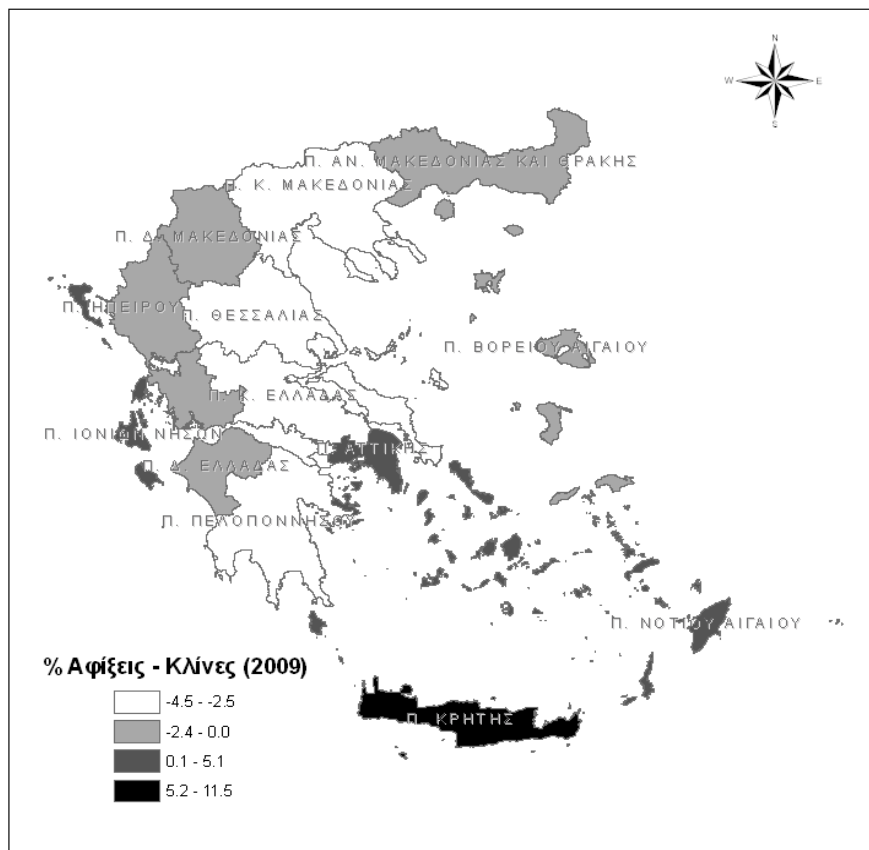 N
W E
S
Π. ΑΝ. ΜΑΚΕΔΟΝΙΑΣ ΚΑΙ ΘΡΑΚΗΣ
Π. Κ. ΜΑΚΕΔΟΝΙΑΣ
Π. Δ. ΜΑΚΕΔΟΝΙΑΣ
Π. ΗΠΕΙΡΟΥ
Π. ΘΕΣΣΑΛΙΑΣ
Π. ΒΟΡΕΙΟΥ ΑΙΓΑΙΟΥ
Π. Κ. ΕΛΛΑΔΑΣ
Π. ΙΟΝΙΩΝ ΝΗΣΩΝ
Π. ΑΤΤΙΚΗΣ
Π. Δ. ΕΛΛΑΔΑΣ
Π. ΠΕΛΟΠΟΝΝΗΣΟΥ
Π. ΝΟΤΙΟΥ ΑΙΓΑΙΟΥ
Π. ΚΡΗΤΗΣ
% Αφίξεις - Κλίνες (2009)
-4.5 - -2.5
-2.4 - 0.0
0.1 - 5.1
5.2 - 11.5